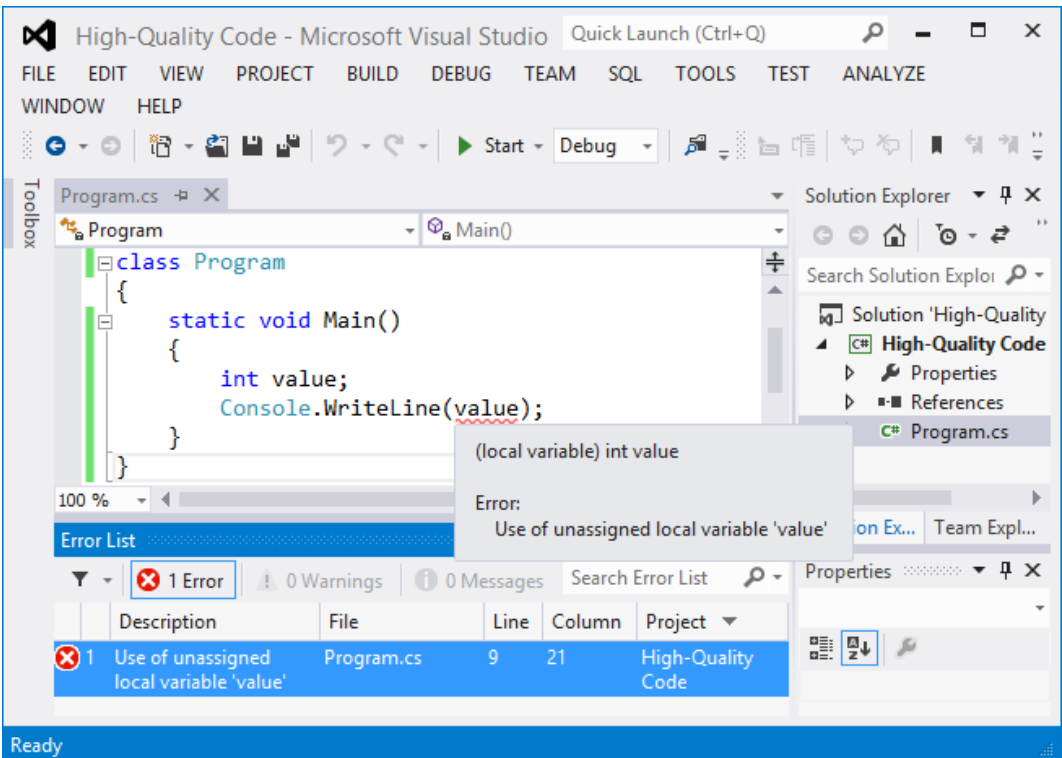 High-Quality Code - Microsoft Visual Studio Quick Launch (Ctrl+Q)
FILE EDIT VIEW PROJECT BUILD DEBUG TEAM SQL TOOLS TEST ANALYZE
WINDOW HELP
Start Debug
Toolbox
Program.cs
Program Main()
class Program
{
static void Main()
{
int value;
Console.WriteLine(value);
}
}
(local variable) int value
Error:
Use of unassigned local variable 'value'
100 %
Solution Explorer
Search Solution Explor
Solution 'High-Quality
C# High-Quality Code
Properties
References
C# Program.cs
ion Ex... Team Expl...
Error List
1 Error 0 Warnings 0 Messages Search Error List
Description File Line Column Project
1 Use of unassigned Program.cs 9 21 High-Quality
local variable 'value' Code
Properties
Ready